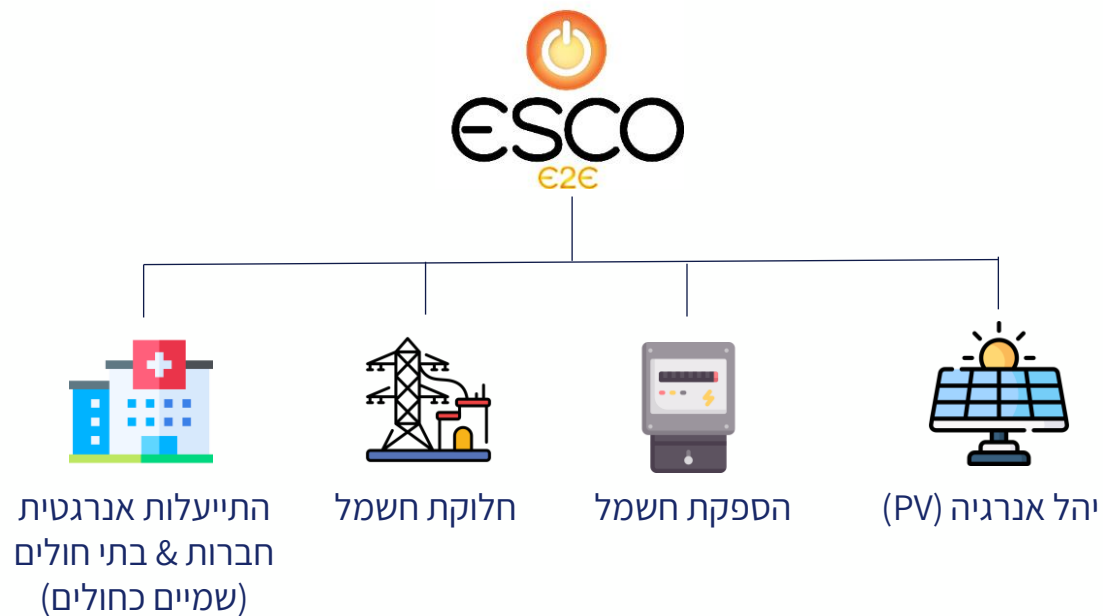 ESCO
E2E
יהל אנרגיה (PV)
הספקת חשמל
חלוקת חשמל
התייעלות אנרגטית
חברות & בתי חולים
(שמיים כחולים)